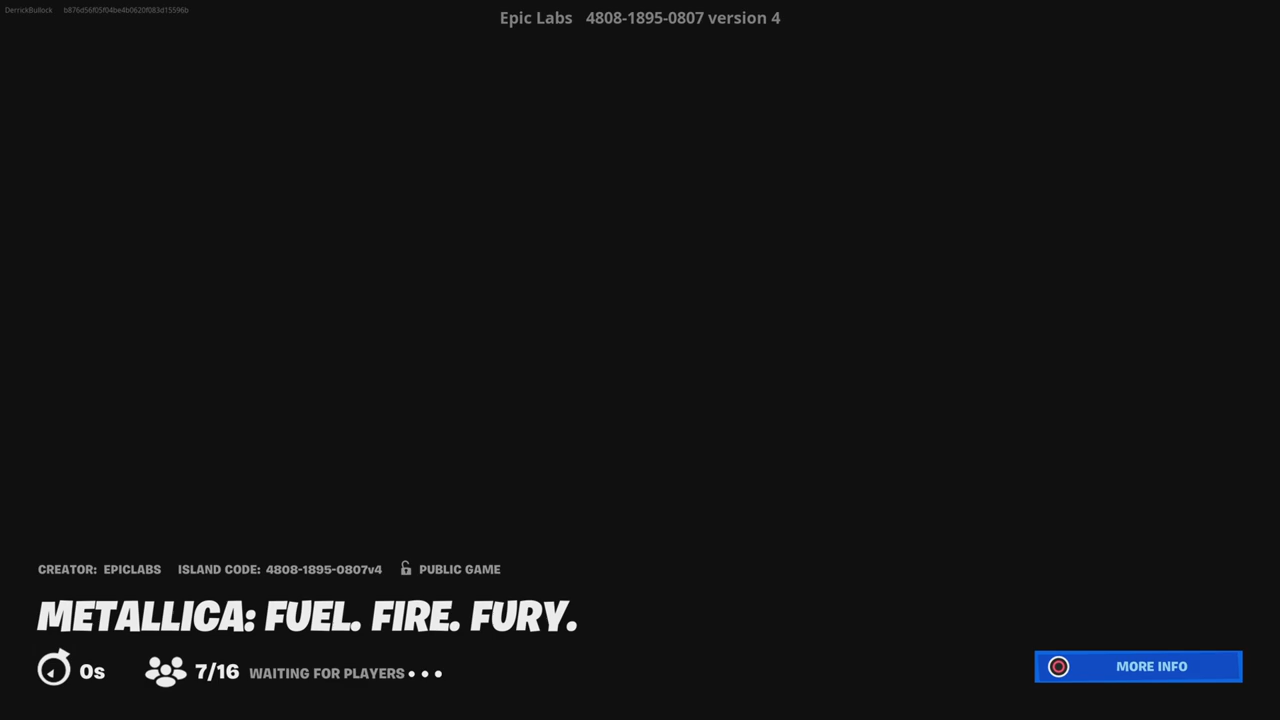 DerrickBullock b876d56f05f04be4b0620f083d15596b
Epic Labs 4808-1895-0807 version 4
CREATOR: EPICLABS ISLAND CODE: 4808-1895-0807v4 PUBLIC GAME
METALLICA: FUEL. FIRE. FURY.
0s 7/16 WAITING FOR PLAYERS • • •
MORE INFO